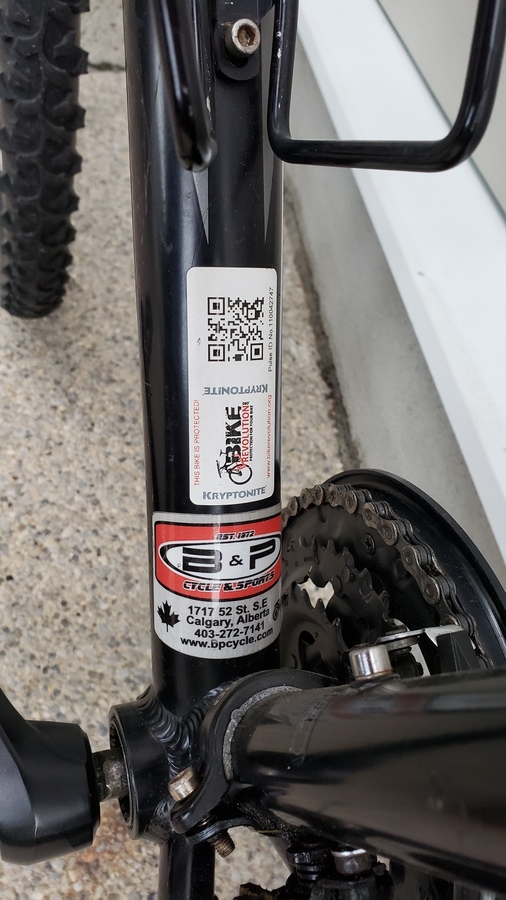 Pulse ID No.110042747
KRYPTONITE
THIS BIKE IS PROTECTED!
BIKE
REVOLUTION
www.bikerevolution.org
KRYPTONITE
EST. 1972
B & P
CYCLE & SPORTS
1717 52 St. S.E
Calgary, Alberta
403-272-7141
www.bpcycle.com